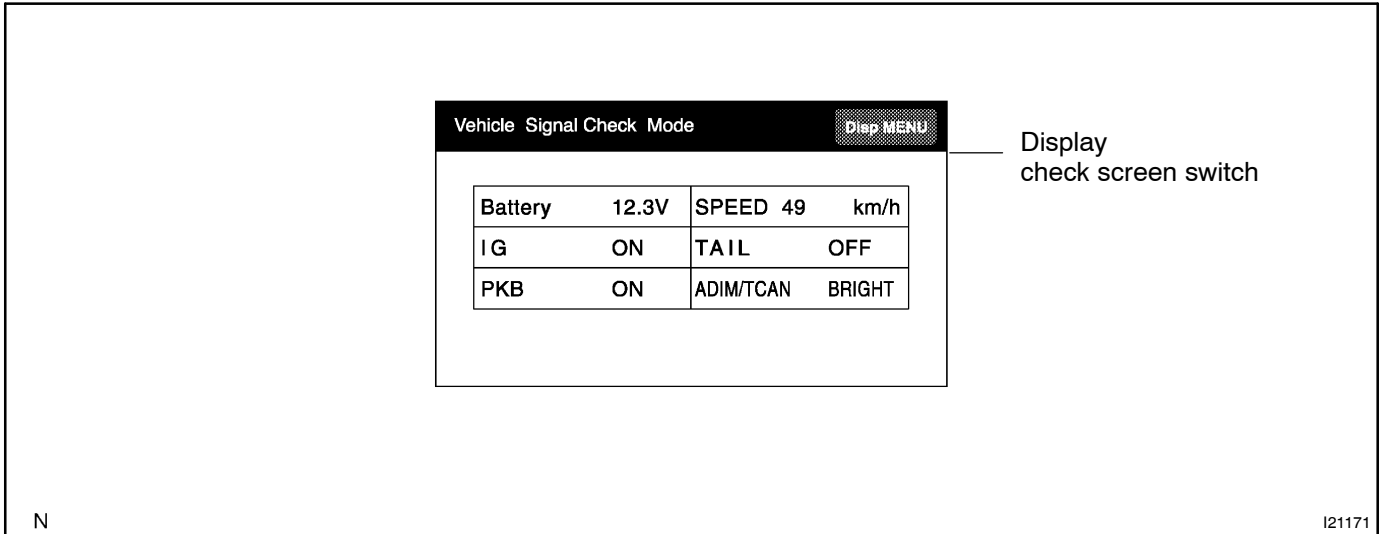 Vehicle Signal Check Mode Disp MENU
Display
check screen switch
Battery 12.3V SPEED 49 km/h
IG ON TAIL OFF
PKB ON ADIM/TCAN BRIGHT
N I21171